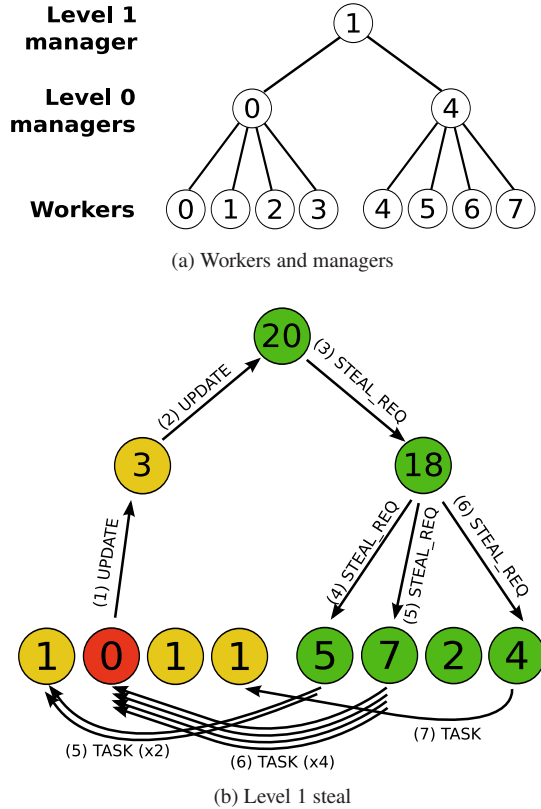 Level 1
manager
1
Level 0
managers
0
4
Workers
0 1 2 3 4 5 6 7
(a) Workers and managers
20
(2) UPDATE
(3) STEAL_REQ
3
18
(1) UPDATE
(4) STEAL_REQ
(5) STEAL_REQ
(6) STEAL_REQ
1 0 1 1 5 7 2 4
(5) TASK (x2)
(6) TASK (x4)
(7) TASK
(b) Level 1 steal